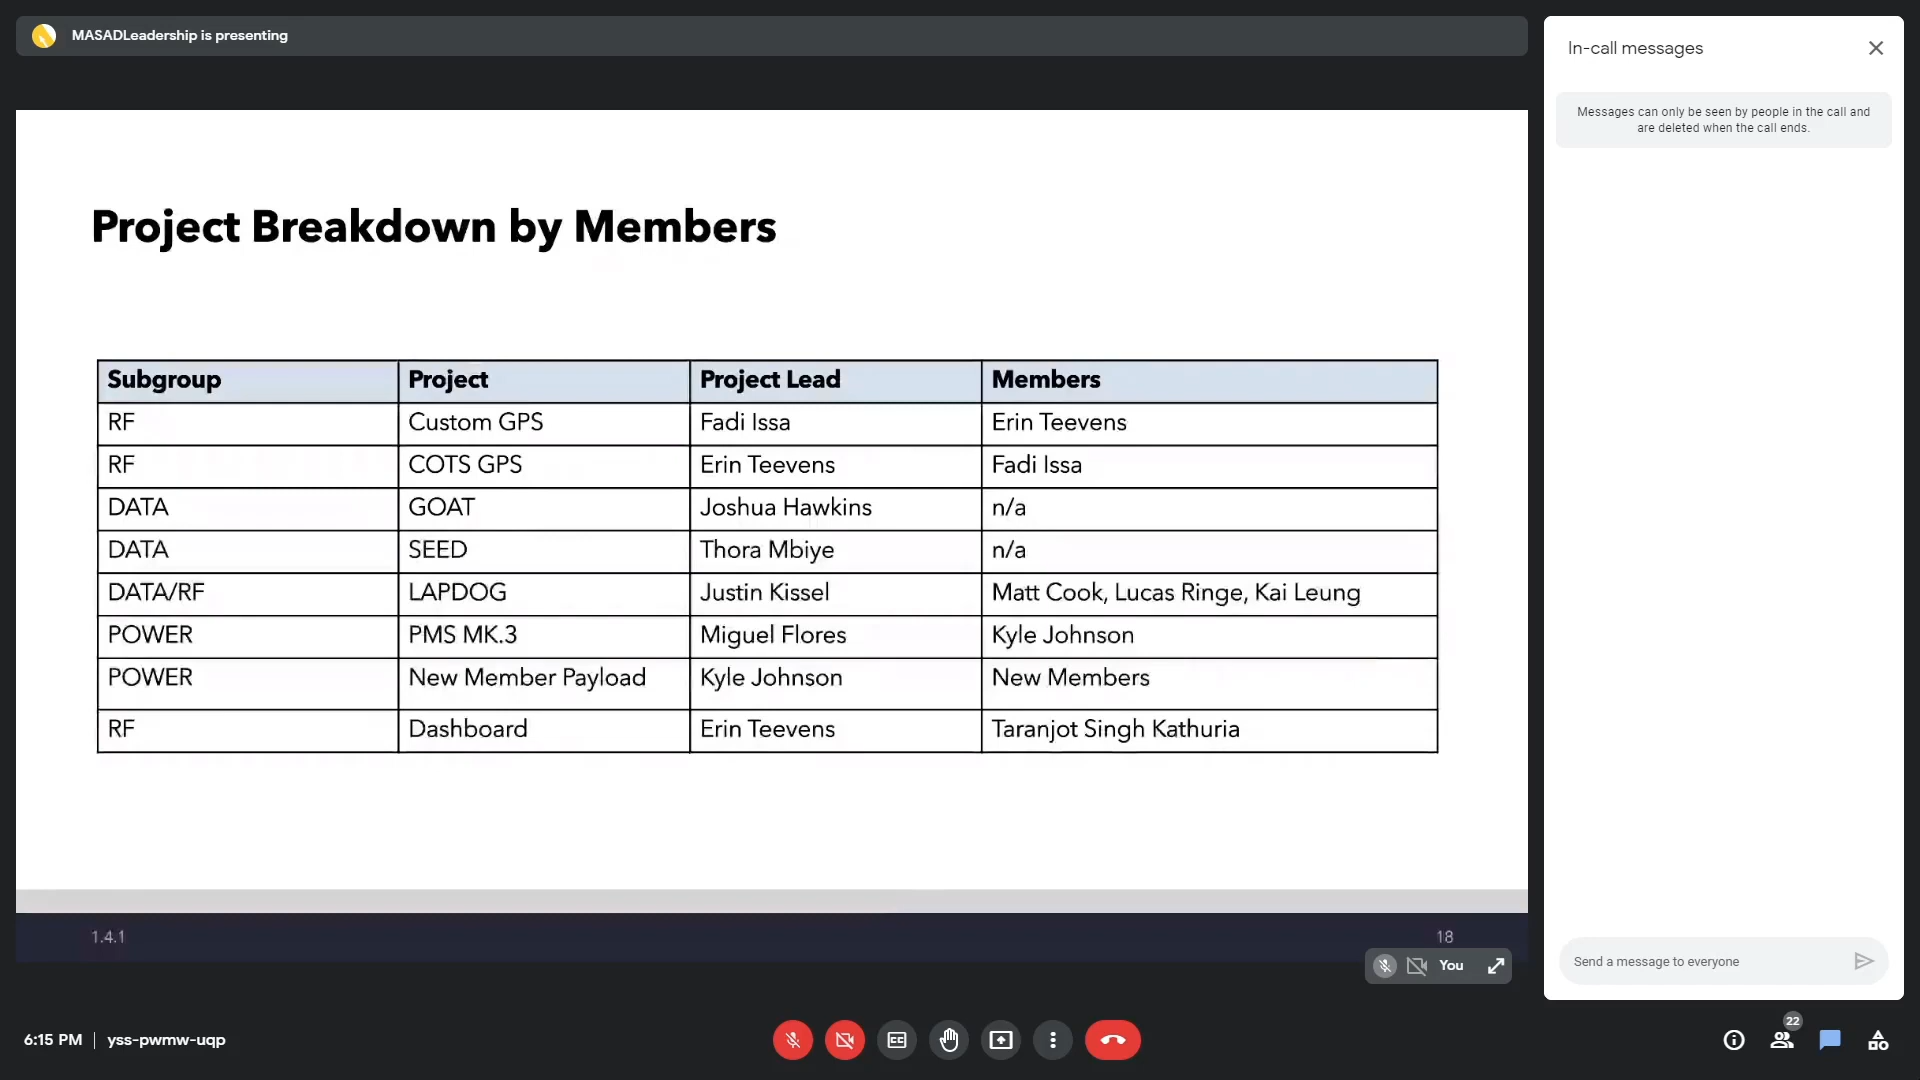 MASADLeadership is presenting
In-call messages
Messages can only be seen by people in the call and
are deleted when the call ends.
Project Breakdown by Members
Subgroup Project Project Lead Members
RF Custom GPS Fadi Issa Erin Teevens
RF COTS GPS Erin Teevens Fadi Issa
DATA GOAT Joshua Hawkins n/a
DATA SEED Thora Mbiye n/a
DATA/RF LAPDOG Justin Kissel Matt Cook, Lucas Ringe, Kai Leung
POWER PMS MK.3 Miguel Flores Kyle Johnson
POWER New Member Payload Kyle Johnson New Members
RF Dashboard Erin Teevens Taranjot Singh Kathuria
1.4.1 18
You
Send a message to everyone
6:15 PM yss-pwmw-uqp
CC
22